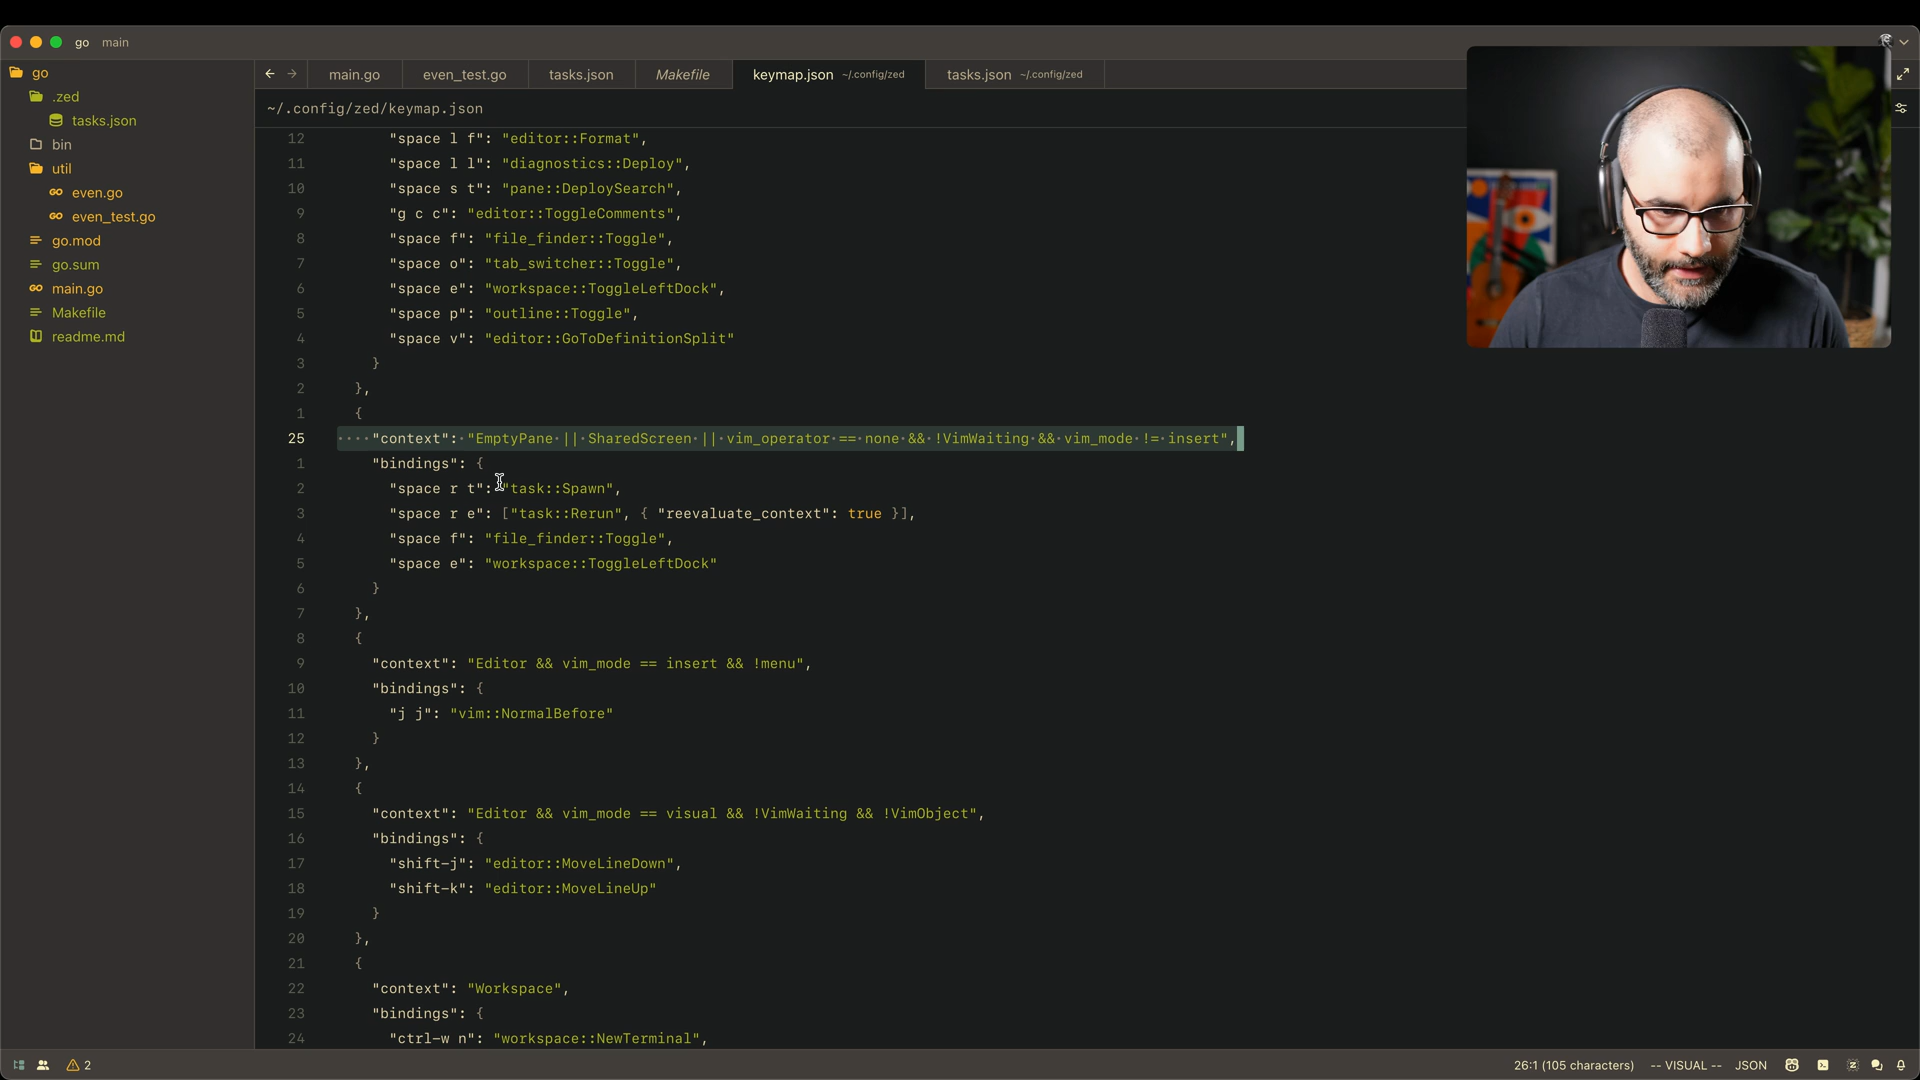 go main
go
.zed
tasks.json
bin
util
even.go
even_test.go
go.mod
go.sum
main.go
Makefile
readme.md
main.go even_test.go tasks.json Makefile keymap.json ~/.config/zed tasks.json ~/.config/zed
~/.config/zed/keymap.json
12 "space l f": "editor::Format",
11 "space l l": "diagnostics::Deploy",
10 "space s t": "pane::DeploySearch",
9 "g c c": "editor::ToggleComments",
8 "space f": "file_finder::Toggle",
7 "space o": "tab_switcher::Toggle",
6 "space e": "workspace::ToggleLeftDock",
5 "space p": "outline::Toggle",
4 "space v": "editor::GoToDefinitionSplit"
3 }
2 },
1 {
25 ····"context":·"EmptyPane·||·SharedScreen·||·vim_operator·==·none·&&·!VimWaiting·&&·vim_mode·!=·insert",
1 "bindings": {
2 "space r t": "task::Spawn",
3 "space r e": ["task::Rerun", { "reevaluate_context": true }],
4 "space f": "file_finder::Toggle",
5 "space e": "workspace::ToggleLeftDock"
6 }
7 },
8 {
9 "context": "Editor && vim_mode == insert && !menu",
10 "bindings": {
11 "j j": "vim::NormalBefore"
12 }
13 },
14 {
15 "context": "Editor && vim_mode == visual && !VimWaiting && !VimObject",
16 "bindings": {
17 "shift-j": "editor::MoveLineDown",
18 "shift-k": "editor::MoveLineUp"
19 }
20 },
21 {
22 "context": "Workspace",
23 "bindings": {
24 "ctrl-w n": "workspace::NewTerminal",
2 26:1 (105 characters) -- VISUAL -- JSON